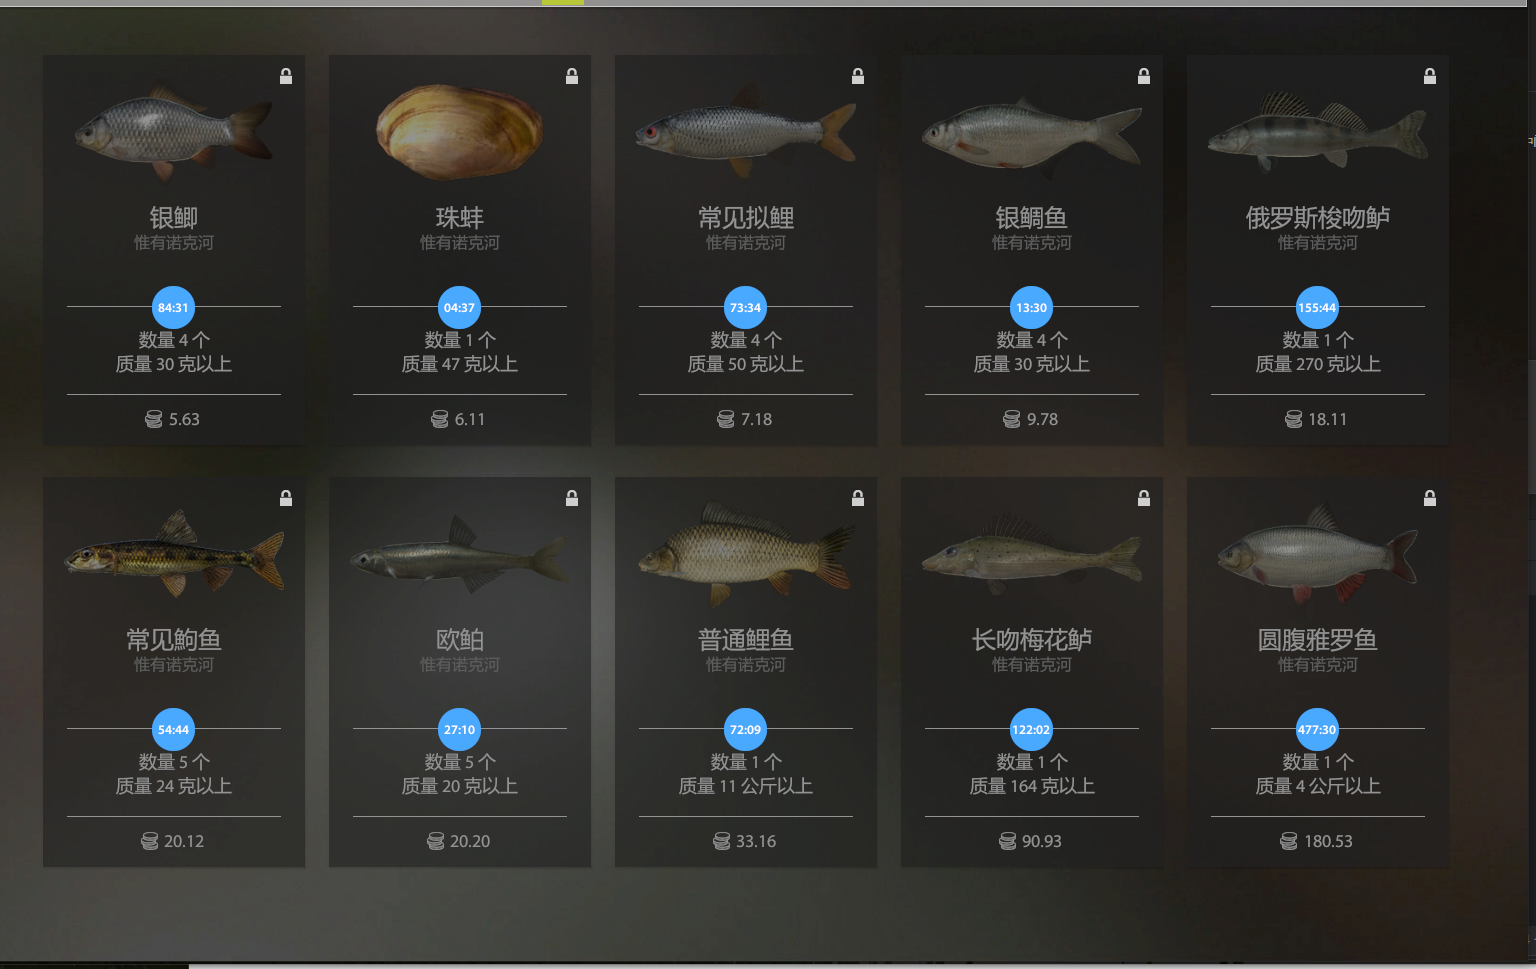 银鲫
惟有诺克河
84:31
数量 4 个
质量 30 克以上
5.63
珠蚌
惟有诺克河
04:37
数量 1 个
质量 47 克以上
6.11
常见拟鲤
惟有诺克河
73:34
数量 4 个
质量 50 克以上
7.18
银鲷鱼
惟有诺克河
13:30
数量 4 个
质量 30 克以上
9.78
俄罗斯梭吻鲈
惟有诺克河
155:44
数量 1 个
质量 270 克以上
18.11
常见鮈鱼
惟有诺克河
54:44
数量 5 个
质量 24 克以上
20.12
欧鲌
惟有诺克河
27:10
数量 5 个
质量 20 克以上
20.20
普通鲤鱼
惟有诺克河
72:09
数量 1 个
质量 11 公斤以上
33.16
长吻梅花鲈
惟有诺克河
122:02
数量 1 个
质量 164 克以上
90.93
圆腹雅罗鱼
惟有诺克河
477:30
数量 1 个
质量 4 公斤以上
180.53